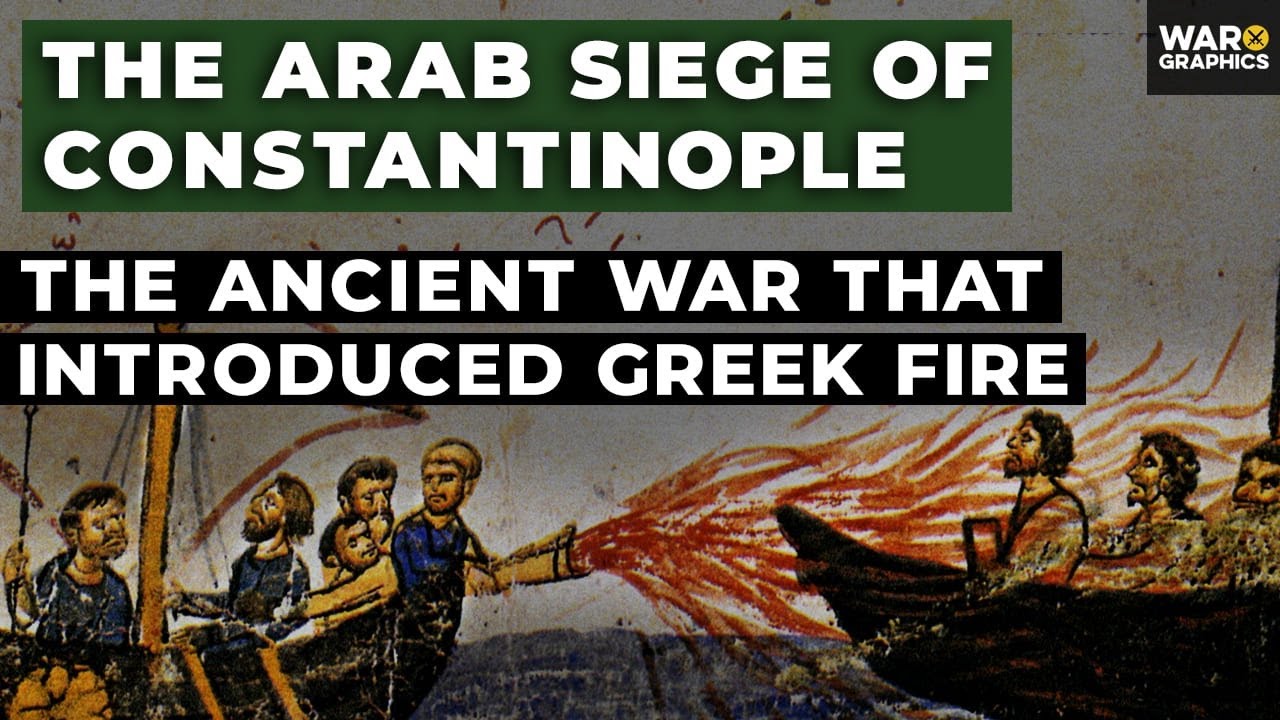 THE ARAB SIEGE OF
CONSTANTINOPLE
WAR
GRAPHICS
THE ANCIENT WAR THAT
INTRODUCED GREEK FIRE